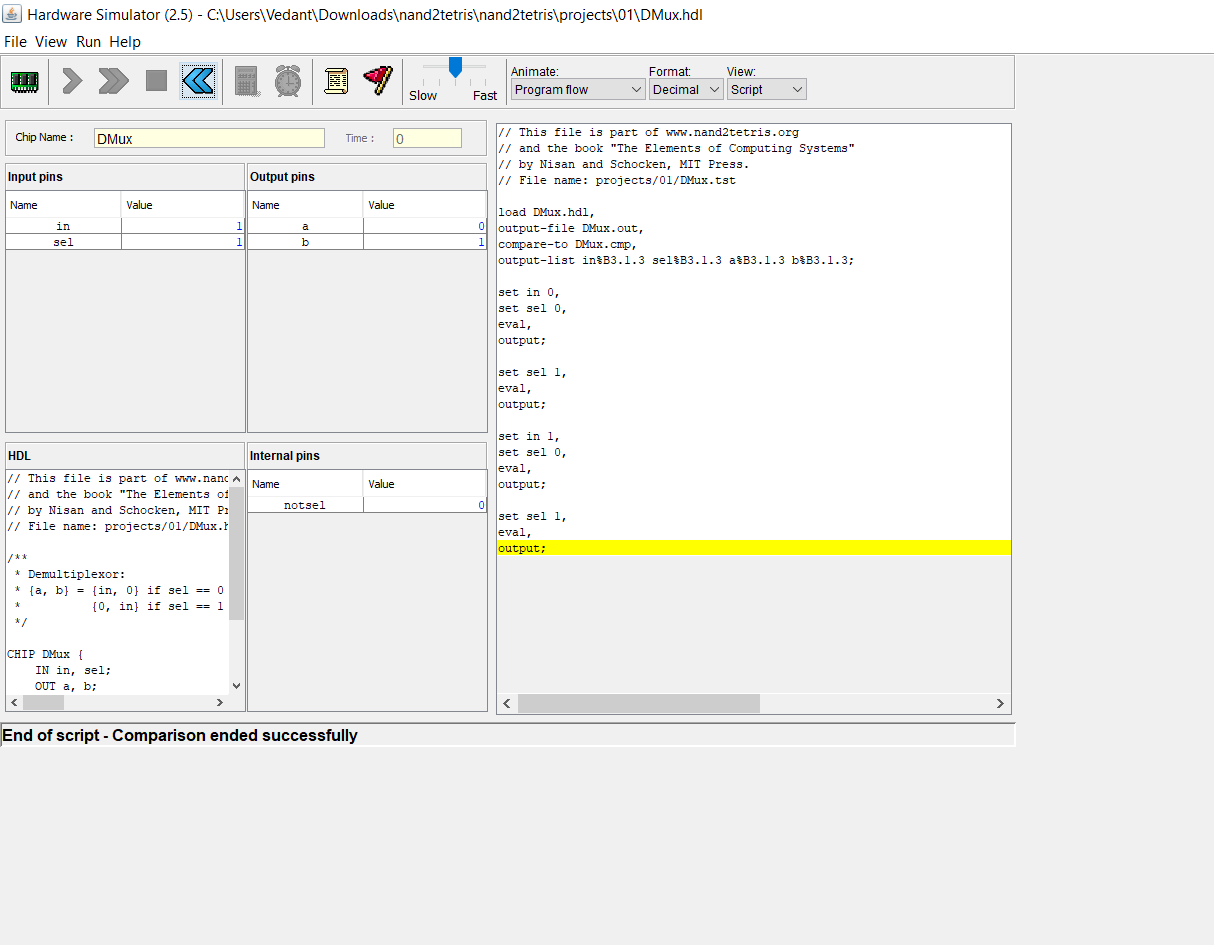 Hardware Simulator (2.5) - C:\Users\Vedant\Downloads\nand2tetris\nand2tetris\projects\01\DMux.hdl
File View Run Help
Slow Fast
Animate: Format: View:
Program flow Decimal Script
Chip Name : DMux Time : 0
Input pins
Name Value
in 1
sel 1
Output pins
Name Value
a 0
b 1
HDL
// This file is part of www.nand
// and the book "The Elements of
// by Nisan and Schocken, MIT Pr
// File name: projects/01/DMux.h
/**
* Demultiplexor:
* {a, b} = {in, 0} if sel == 0
* {0, in} if sel == 1
*/
CHIP DMux {
IN in, sel;
OUT a, b;
Internal pins
Name Value
notsel 0
// This file is part of www.nand2tetris.org
// and the book "The Elements of Computing Systems"
// by Nisan and Schocken, MIT Press.
// File name: projects/01/DMux.tst
load DMux.hdl,
output-file DMux.out,
compare-to DMux.cmp,
output-list in%B3.1.3 sel%B3.1.3 a%B3.1.3 b%B3.1.3;
set in 0,
set sel 0,
eval,
output;
set sel 1,
eval,
output;
set in 1,
set sel 0,
eval,
output;
set sel 1,
eval,
output;
End of script - Comparison ended successfully